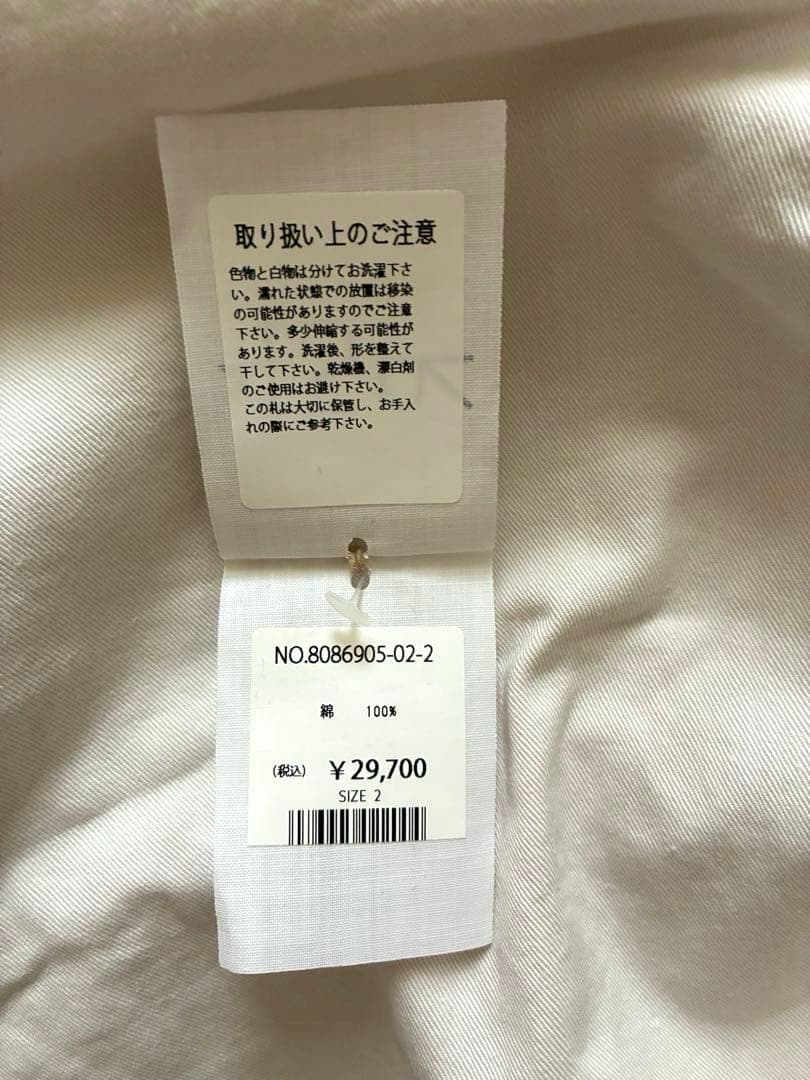 取り扱い上のご注意
色物と白物は分けてお洗濯下さ
い。濡れた状態での放置は移染
の可能性がありますのでご注意
下さい。多少伸縮する可能性が
あります。洗濯後、形を整えて
干して下さい。乾燥機、漂白剤
のご使用はお避け下さい。
この札は大切に保管し、お手入
れの際にご参考下さい。
NO.8086905-02-2
綿 100%
(税込) ￥29,700
SIZE 2